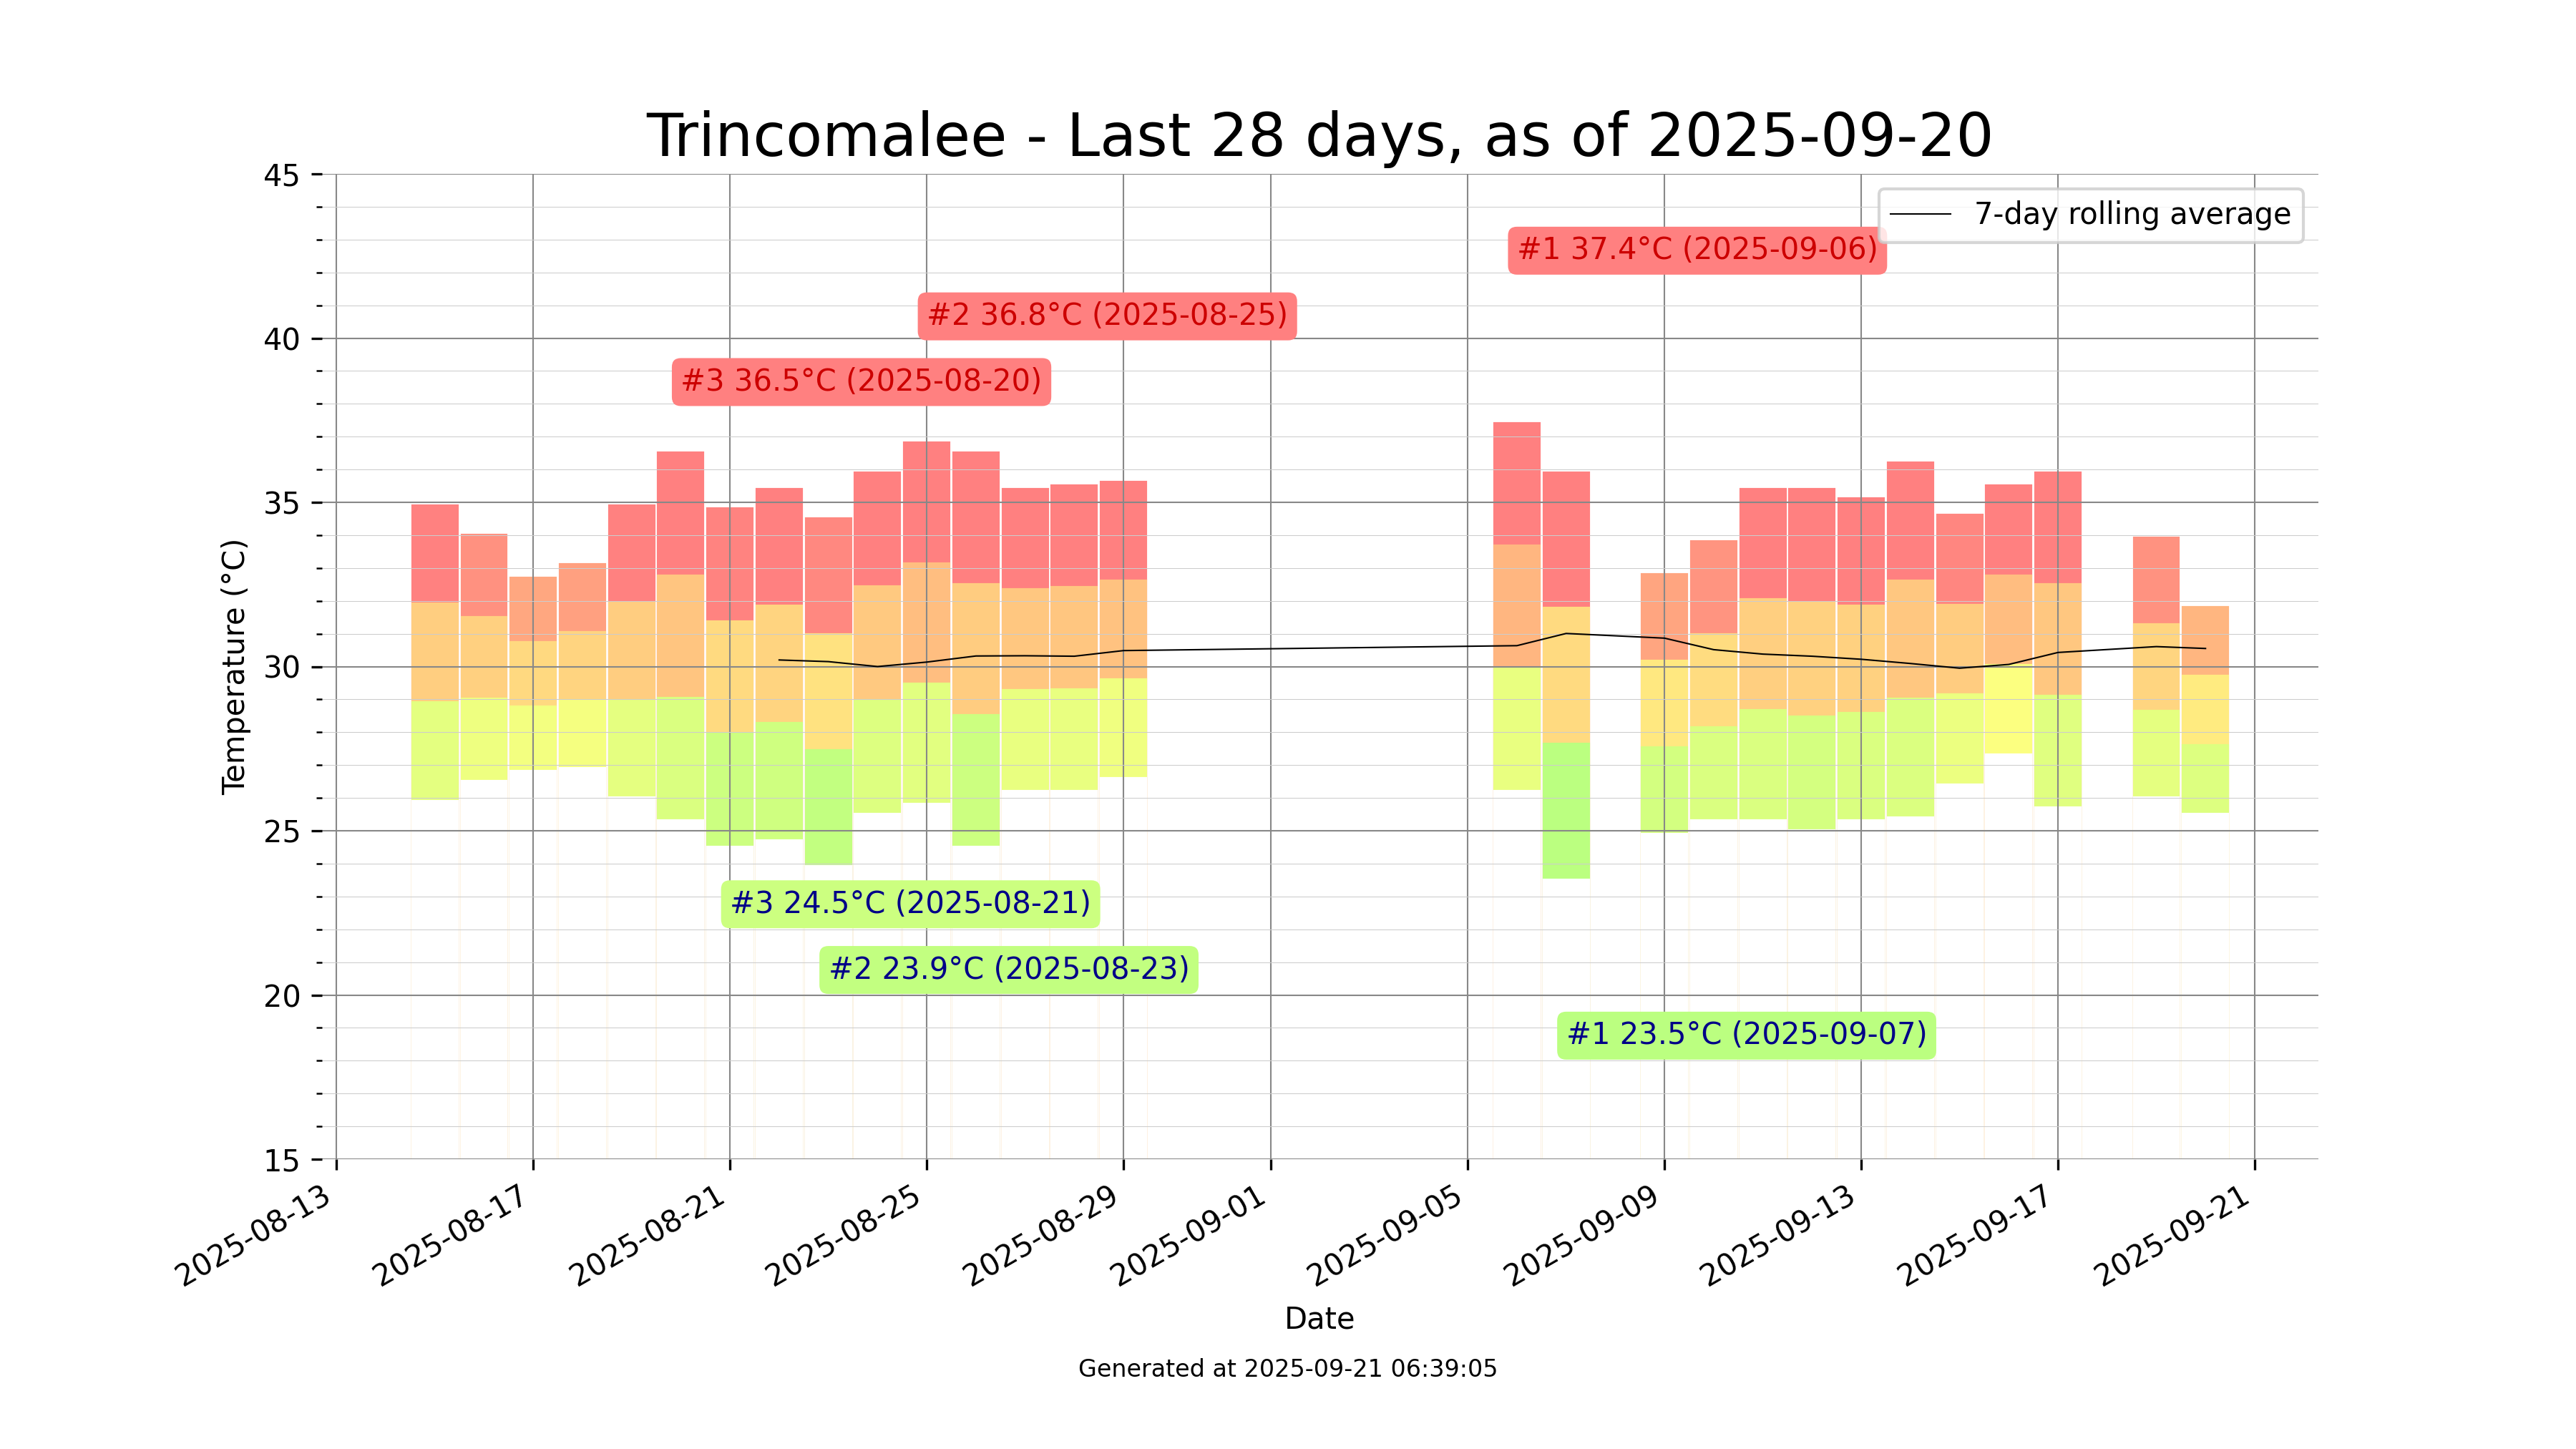 Trincomalee - Last 28 days, as of 2025-09-20
45
40
35
30
25
20
15
Temperature (°C)
7-day rolling average
#1 37.4°C (2025-09-06)
#2 36.8°C (2025-08-25)
#3 36.5°C (2025-08-20)
#3 24.5°C (2025-08-21)
#2 23.9°C (2025-08-23)
#1 23.5°C (2025-09-07)
2025-08-13
2025-08-17
2025-08-21
2025-08-25
2025-08-29
2025-09-01
2025-09-05
2025-09-09
2025-09-13
2025-09-17
2025-09-21
Date
Generated at 2025-09-21 06:39:05